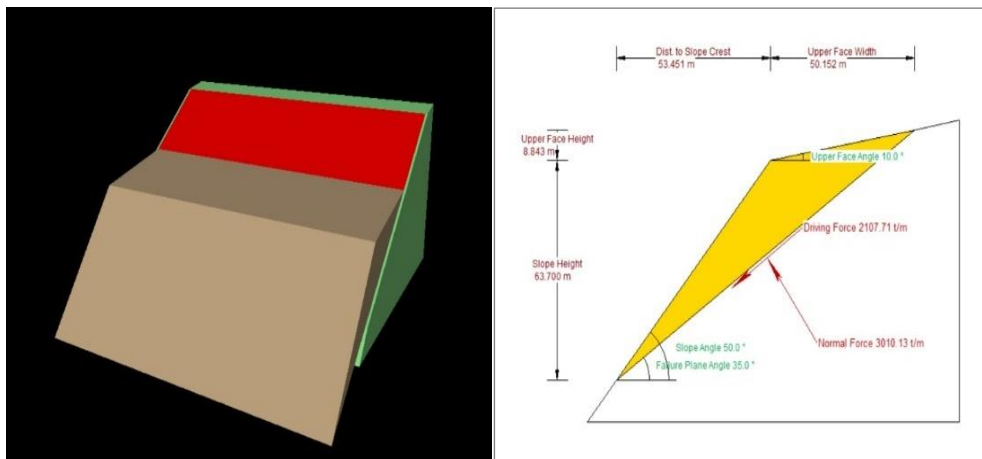 Dist. to Slope Crest
53.451 m
Upper Face Width
50.152 m
Upper Face Height
8.843 m
Upper Face Angle 10.0 °
Driving Force 2107.71 t/m
Slope Height
63.700 m
Normal Force 3010.13 t/m
Slope Angle 50.0 °
Failure Plane Angle 35.0 °